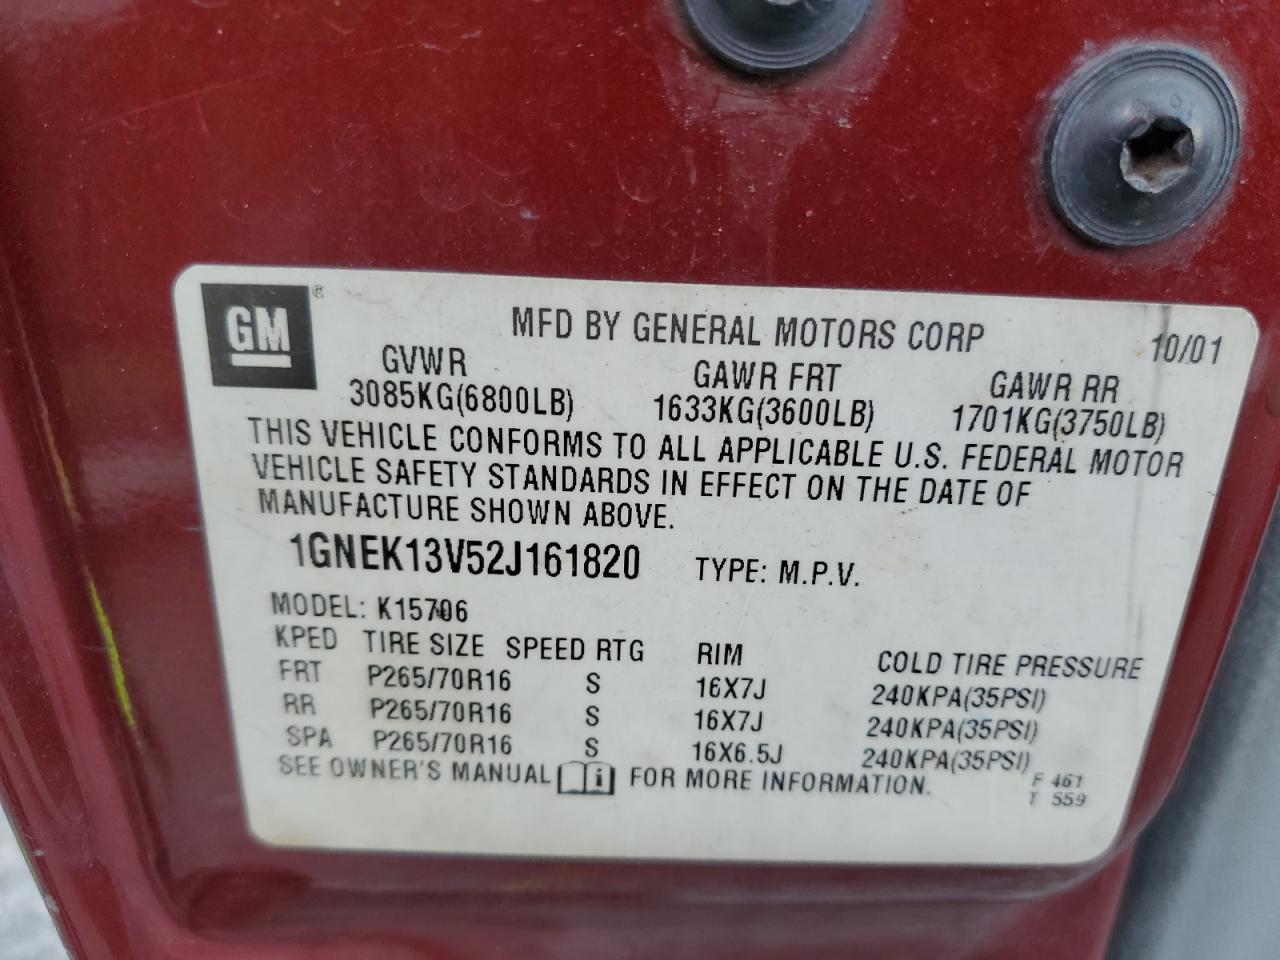 GM®
MFD BY GENERAL MOTORS CORP 10/01
GVWR GAWR FRT GAWR RR
3085KG(6800LB) 1633KG(3600LB) 1701KG(3750LB)
THIS VEHICLE CONFORMS TO ALL APPLICABLE U.S. FEDERAL MOTOR
VEHICLE SAFETY STANDARDS IN EFFECT ON THE DATE OF
MANUFACTURE SHOWN ABOVE.
1GNEK13V52J161820 TYPE: M.P.V.
MODEL: K15706
KPED TIRE SIZE SPEED RTG RIM COLD TIRE PRESSURE
FRT P265/70R16 S 16X7J 240KPA(35PSI)
RR P265/70R16 S 16X7J 240KPA(35PSI)
SPA P265/70R16 S 16X6.5J 240KPA(35PSI)
SEE OWNER'S MANUAL i FOR MORE INFORMATION.
F 461
T 559